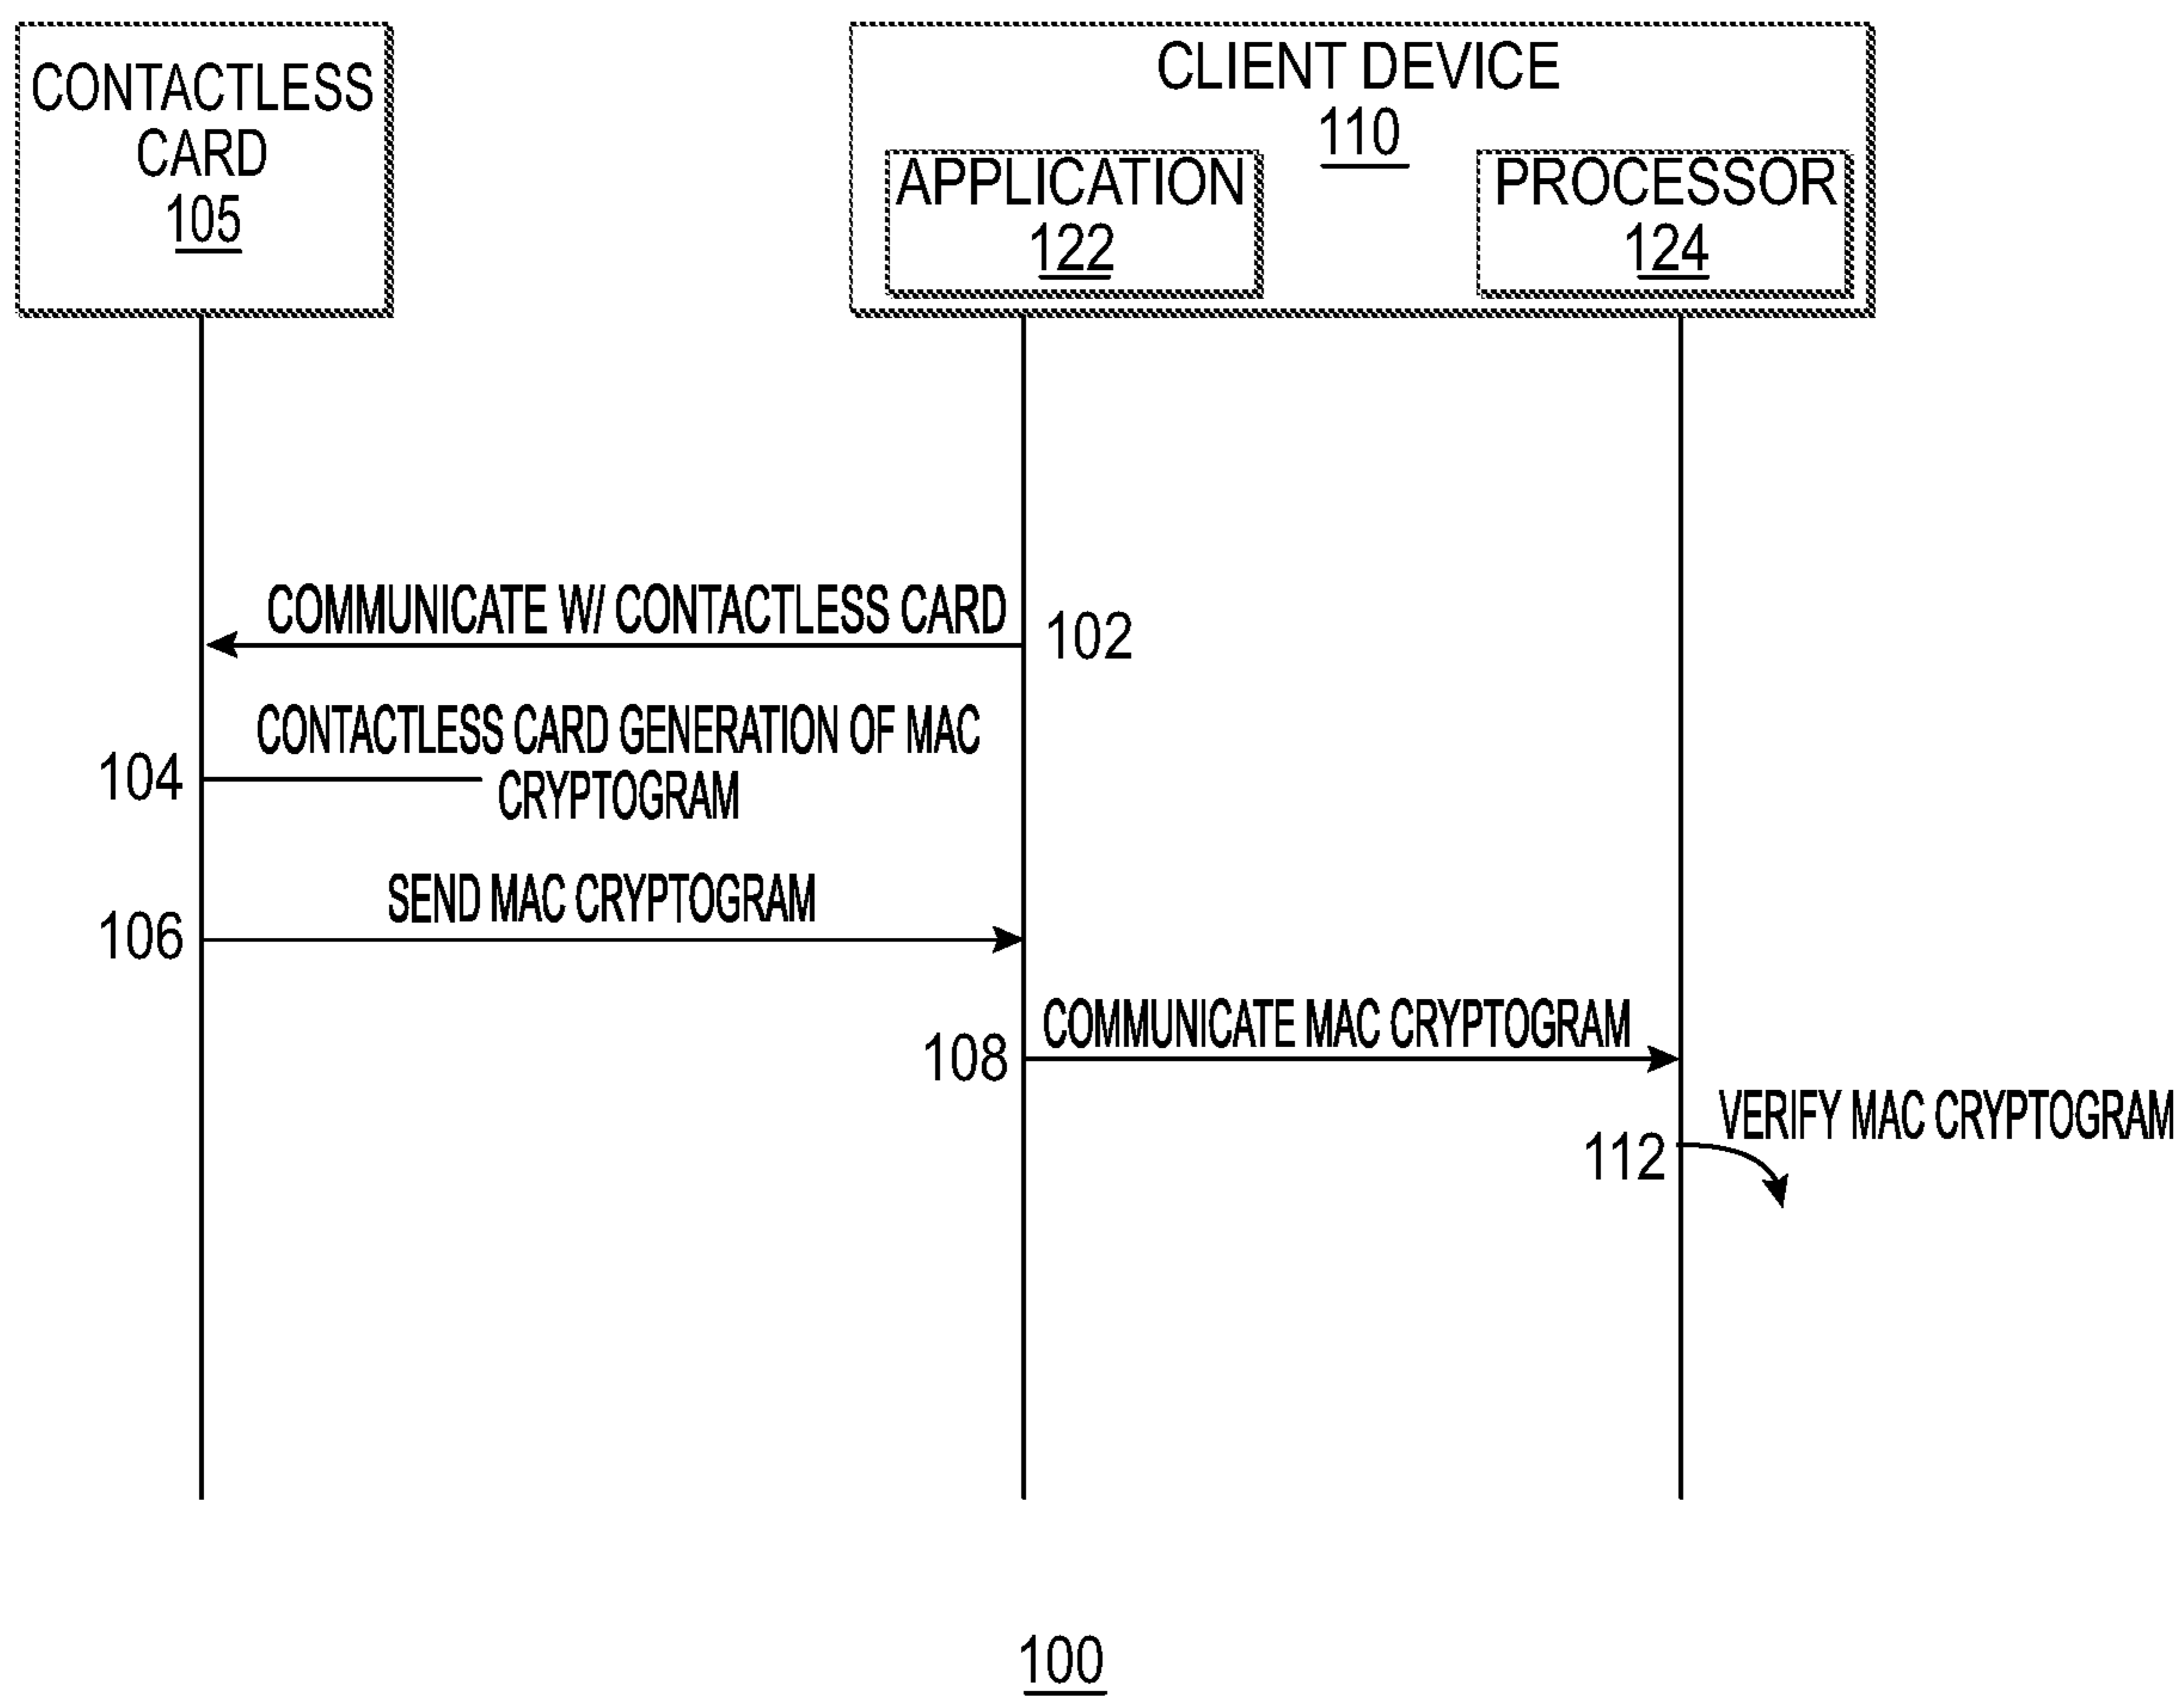 CONTACTLESS
CARD
105
CLIENT DEVICE
110
APPLICATION
122
PROCESSOR
124
COMMUNICATE W/ CONTACTLESS CARD
102
CONTACTLESS CARD GENERATION OF MAC
104
CRYPTOGRAM
SEND MAC CRYPTOGRAM
106
COMMUNICATE MAC CRYPTOGRAM
108
VERIFY MAC CRYPTOGRAM
112
100